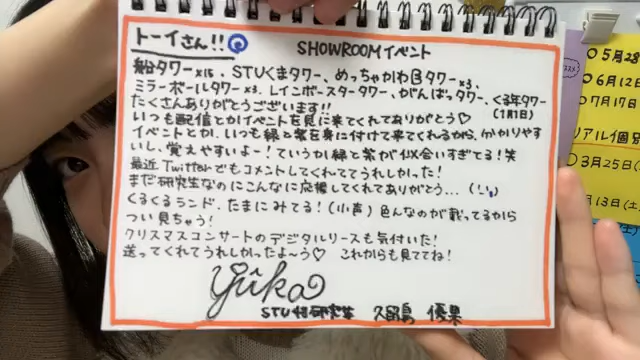 トーイさん!!
SHOWROOMイベント
船タワー×15、STUくまタワー、めっちゃかわタワー×3、
ミラーボールタワー×3、レインボースタータワー、がんばっタワー、くる年タワー
(1月1日)
たくさんありがとうございます!!
いつも配信とかイベントを見に来てくれてありがとう♡
イベントとか、いつも緑と紫を身に付けて来てくれるから、分かりやす
いし、覚えやすいよー!ていうか緑と紫が似合いすぎてる!笑
最近Twitterでもコメントしてくれててうれしかった!
まだ研究生なのにこんなに応援してくれてありがとう...
くるくるランド、たまにみてる!(小声)色んなのが載ってるから
つい見ちゃう!
クリスマスコンサートのデジタルリースも気付いた!
送ってくれてうれしかったよ〜う♡ これからも見ててね!
Yuka
STU48研究生 久留島 優果
○5月28
○6月12
○7月17日
リアル個別
○3月25(
月13(土)